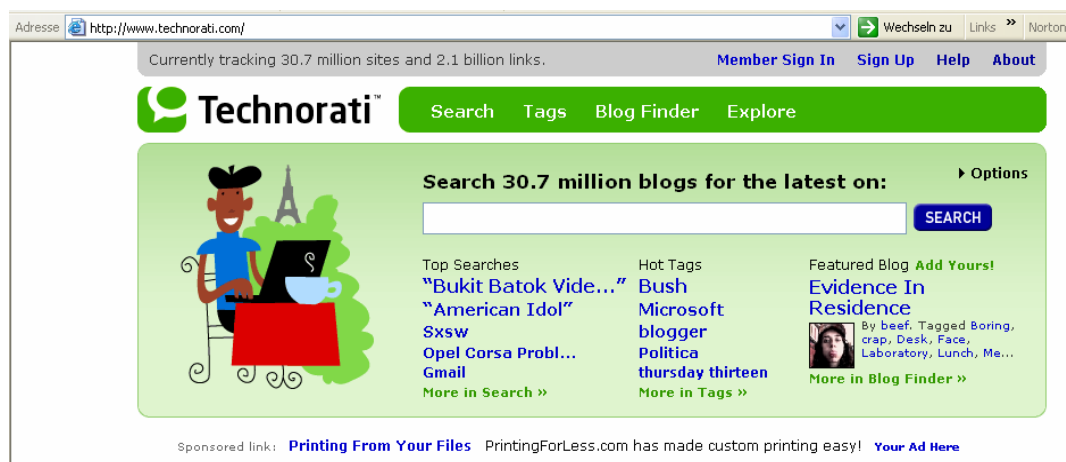 Adresse http://www.technorati.com/ Wechseln zu Links » Norton
Currently tracking 30.7 million sites and 2.1 billion links. Member Sign In Sign Up Help About
Technorati™ Search Tags Blog Finder Explore
Options
Search 30.7 million blogs for the latest on:
SEARCH
Top Searches
"Bukit Batok Vide..."
"American Idol"
Sxsw
Opel Corsa Probl...
Gmail
More in Search »
Hot Tags
Bush
Microsoft
blogger
Politica
thursday thirteen
More in Tags »
Featured Blog Add Yours!
Evidence In
Residence
By beef. Tagged Boring,
crap, Desk, Face,
Laboratory, Lunch, Me...
More in Blog Finder »
Sponsored link: Printing From Your Files PrintingForLess.com has made custom printing easy! Your Ad Here